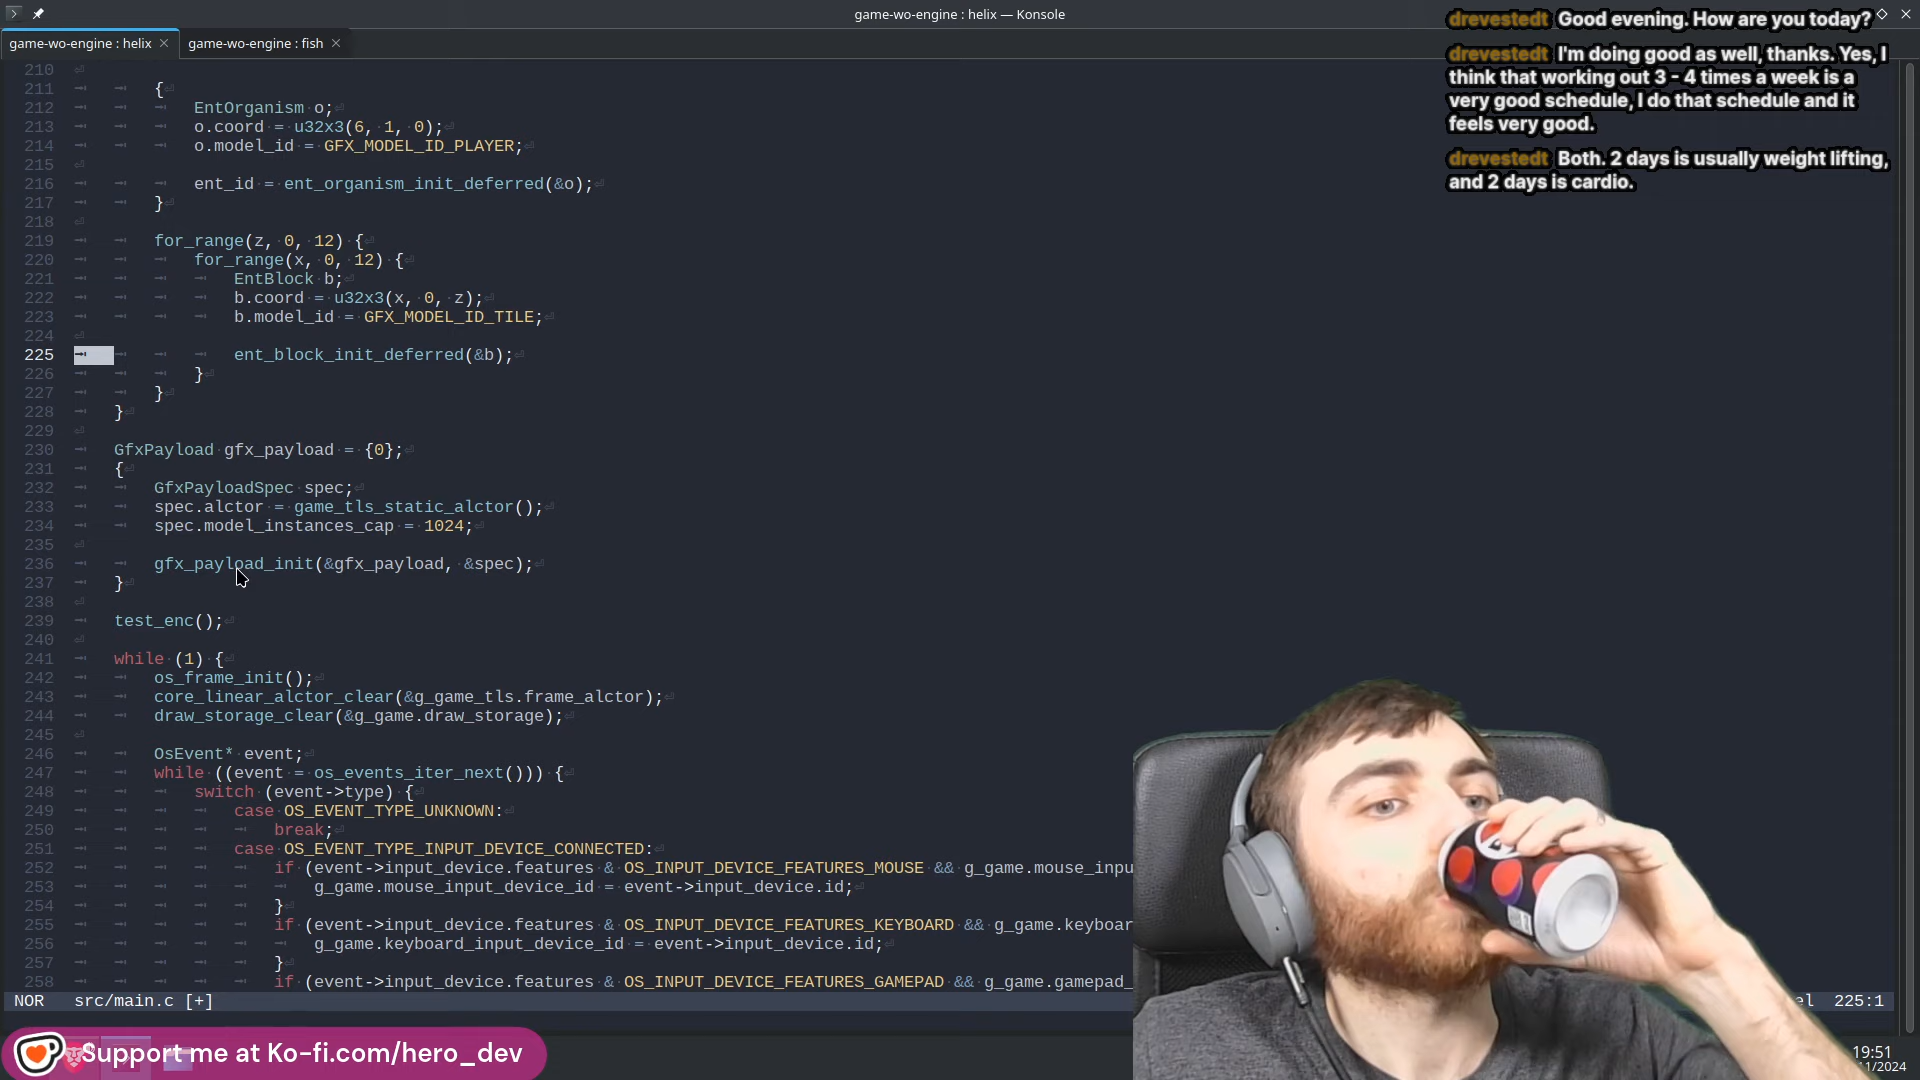 game-wo-engine : helix — Konsole
game-wo-engine : helix
game-wo-engine : fish
210
211 {
212 EntOrganism o;
213 o.coord = u32x3(6, 1, 0);
214 o.model_id = GFX_MODEL_ID_PLAYER;
215
216 ent_id = ent_organism_init_deferred(&o);
217 }
218
219 for_range(z, 0, 12) {
220 for_range(x, 0, 12) {
221 EntBlock b;
222 b.coord = u32x3(x, 0, z);
223 b.model_id = GFX_MODEL_ID_TILE;
224
225 ent_block_init_deferred(&b);
226 }
227 }
228 }
229
230 GfxPayload gfx_payload = {0};
231 {
232 GfxPayloadSpec spec;
233 spec.alctor = game_tls_static_alctor();
234 spec.model_instances_cap = 1024;
235
236 gfx_payload_init(&gfx_payload, &spec);
237 }
238
239 test_enc();
240
241 while (1) {
242 os_frame_init();
243 core_linear_alctor_clear(&g_game_tls.frame_alctor);
244 draw_storage_clear(&g_game.draw_storage);
245
246 OsEvent* event;
247 while ((event = os_events_iter_next())) {
248 switch (event->type) {
249 case OS_EVENT_TYPE_UNKNOWN:
250 break;
251 case OS_EVENT_TYPE_INPUT_DEVICE_CONNECTED:
252 if (event->input_device.features & OS_INPUT_DEVICE_FEATURES_MOUSE && g_game.mouse_inpu
253 g_game.mouse_input_device_id = event->input_device.id;
254 }
255 if (event->input_device.features & OS_INPUT_DEVICE_FEATURES_KEYBOARD && g_game.keyboar
256 g_game.keyboard_input_device_id = event->input_device.id;
257 }
258 if (event->input_device.features & OS_INPUT_DEVICE_FEATURES_GAMEPAD && g_game.gamepad_
NOR src/main.c [+]
el 225:1
drevestedt Good evening. How are you today?
drevestedt I'm doing good as well, thanks. Yes, I
think that working out 3 - 4 times a week is a
very good schedule, I do that schedule and it
feels very good.
drevestedt Both. 2 days is usually weight lifting,
and 2 days is cardio.
Support me at Ko-fi.com/hero_dev
19:51
11/2024